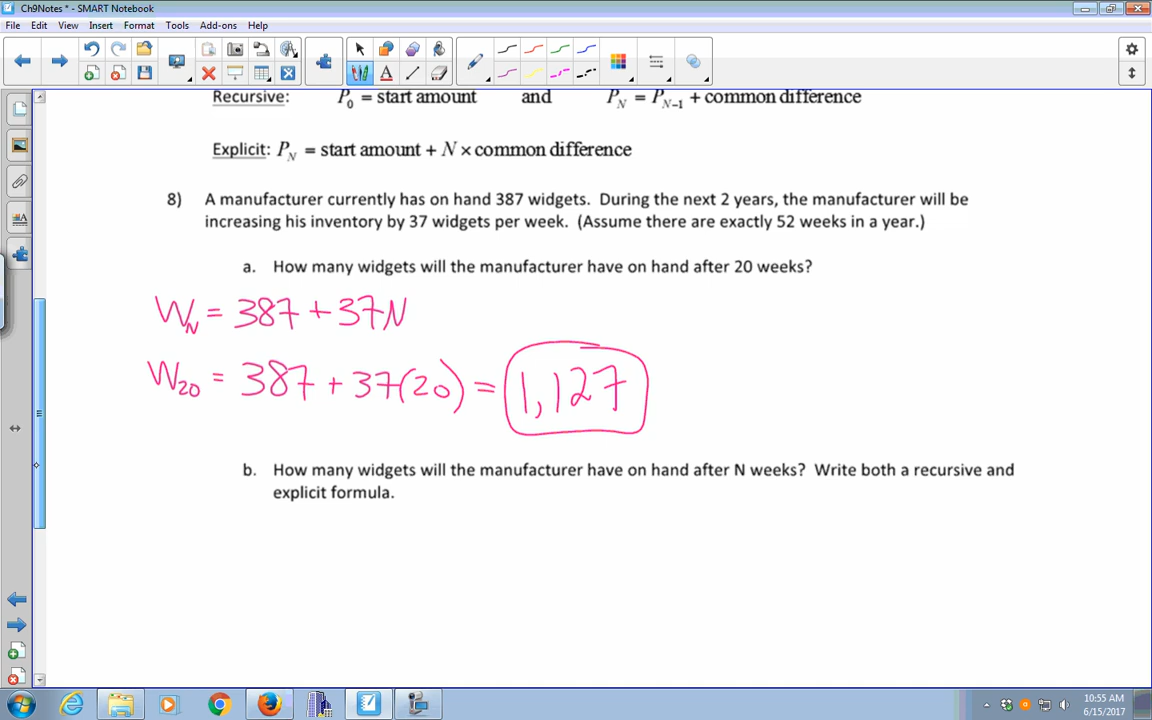 Ch9Notes * - SMART Notebook
File Edit View Insert Format Tools Add-ons Help
Recursive: P0 = start amount and PN = PN−1 + common difference
Explicit: PN = start amount + N × common difference
8) A manufacturer currently has on hand 387 widgets. During the next 2 years, the manufacturer will be
increasing his inventory by 37 widgets per week. (Assume there are exactly 52 weeks in a year.)
a. How many widgets will the manufacturer have on hand after 20 weeks?
WN = 387 + 37N
W20 = 387 + 37(20) = 1,127
b. How many widgets will the manufacturer have on hand after N weeks? Write both a recursive and
explicit formula.
10:55 AM
6/15/2017